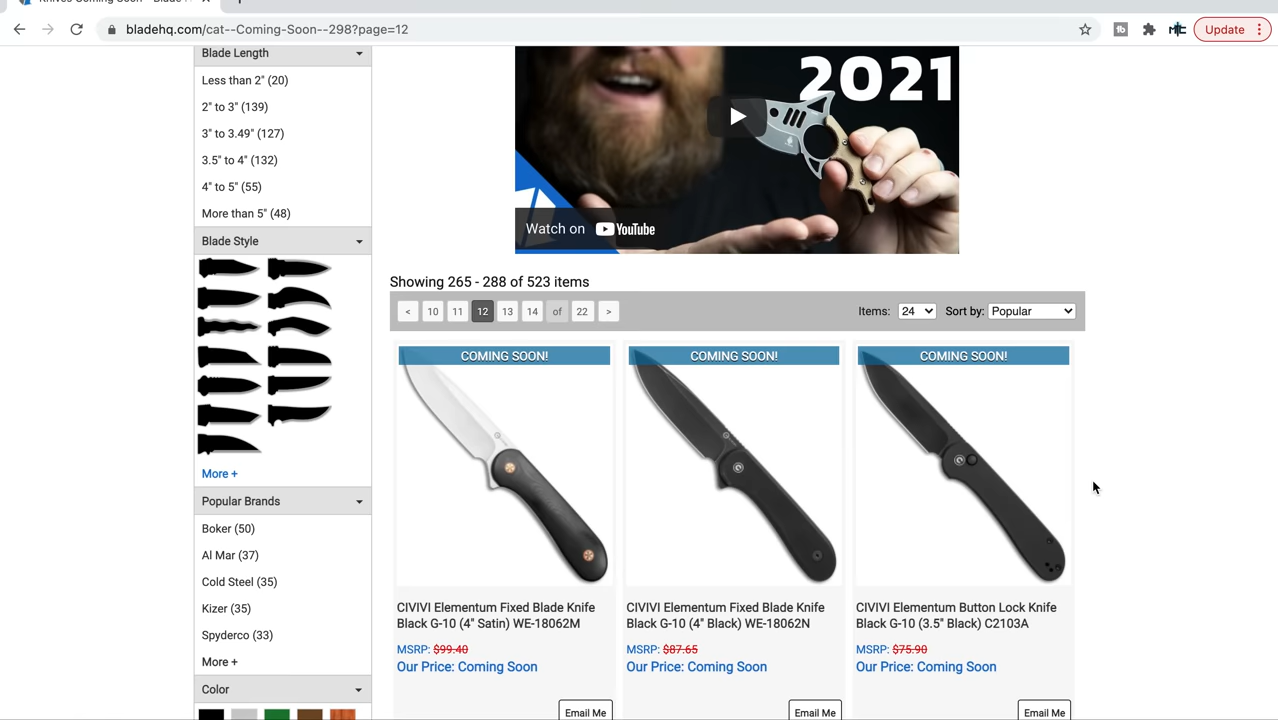 bladehq.com/cat--Coming-Soon--298?page=12
Update
Blade Length
Less than 2" (20)
2" to 3" (139)
3" to 3.49" (127)
3.5" to 4" (132)
4" to 5" (55)
More than 5" (48)
Blade Style
More +
Popular Brands
Boker (50)
Al Mar (37)
Cold Steel (35)
Kizer (35)
Spyderco (33)
More +
Color
2021
Watch on YouTube
Showing 265 - 288 of 523 items
< 10 11 12 13 14 of 22 >
Items: 24 Sort by: Popular
COMING SOON!
CIVIVI Elementum Fixed Blade Knife
Black G-10 (4" Satin) WE-18062M
MSRP: $99.40
Our Price: Coming Soon
Email Me
COMING SOON!
CIVIVI Elementum Fixed Blade Knife
Black G-10 (4" Black) WE-18062N
MSRP: $87.65
Our Price: Coming Soon
Email Me
COMING SOON!
CIVIVI Elementum Button Lock Knife
Black G-10 (3.5" Black) C2103A
MSRP: $75.90
Our Price: Coming Soon
Email Me